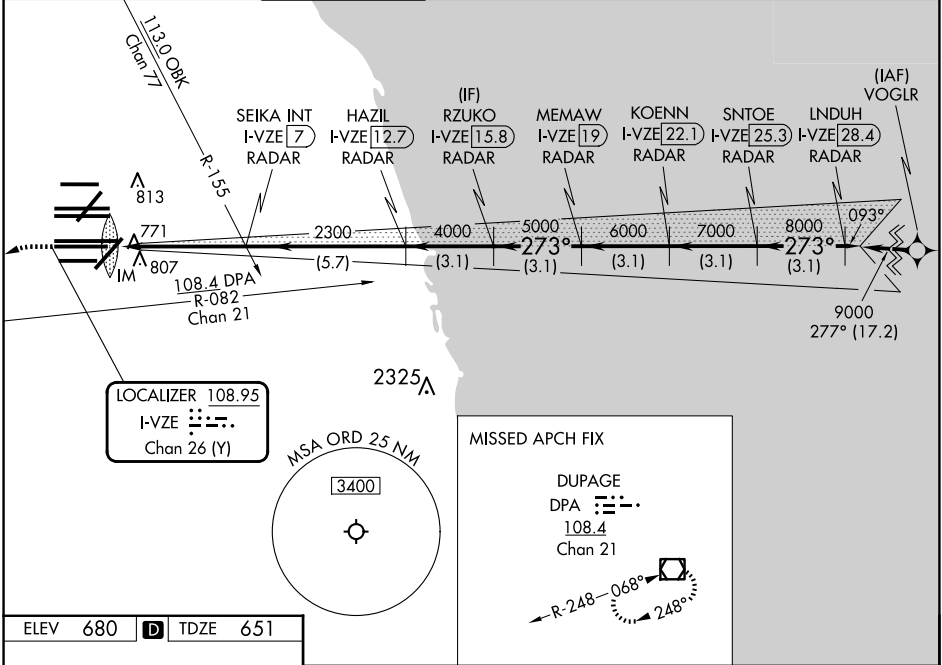 113.0 OBK
Chan 77
R-155
SEIKA INT
I-VZE 7
RADAR
HAZIL
I-VZE 12.7
RADAR
(IF)
RZUKO
I-VZE 15.8
RADAR
MEMAW
I-VZE 19
RADAR
KOENN
I-VZE 22.1
RADAR
SNTOE
I-VZE 25.3
RADAR
LNDUH
I-VZE 28.4
RADAR
(IAF)
VOGLR
813
771
807
IM
2300
4000
5000
6000
7000
8000
093°
273°
273°
(5.7)
(3.1)
(3.1)
(3.1)
(3.1)
(3.1)
9000
277° (17.2)
108.4 DPA
R-082
Chan 21
LOCALIZER 108.95
I-VZE
Chan 26 (Y)
2325
MSA ORD 25 NM
3400
MISSED APCH FIX
DUPAGE
DPA
108.4
Chan 21
R-248
068°
248°
ELEV 680 D TDZE 651